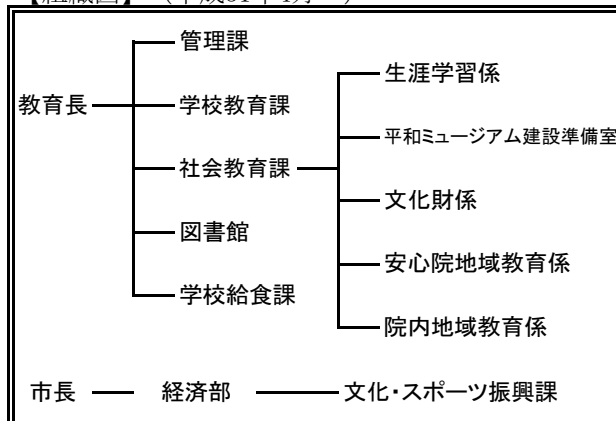 管理課
生涯学習係
教育長
学校教育課
平和ミュージアム建設準備室
社会教育課
文化財係
図書館
安心院地域教育係
学校給食課
院内地域教育係
市長 経済部 文化・スポーツ振興課